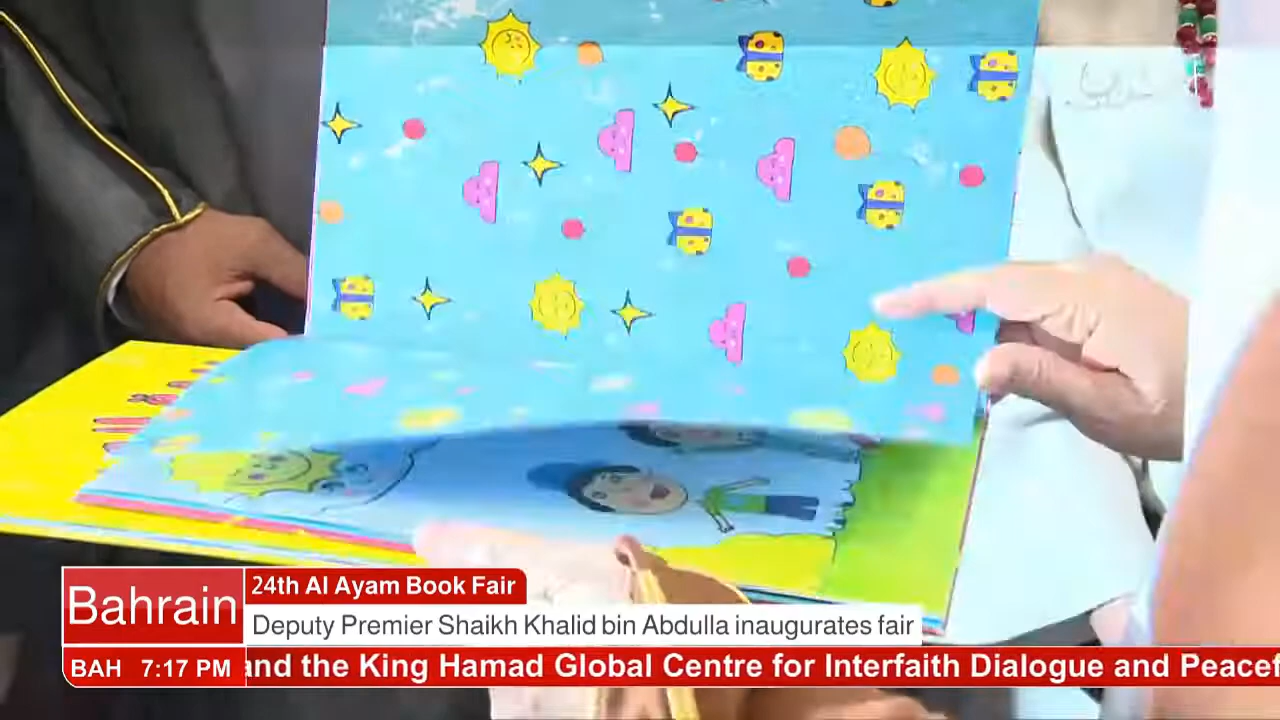 Bahrain
24th Al Ayam Book Fair
Deputy Premier Shaikh Khalid bin Abdulla inaugurates fair
BAH 7:17 PM
and the King Hamad Global Centre for Interfaith Dialogue and Peacef